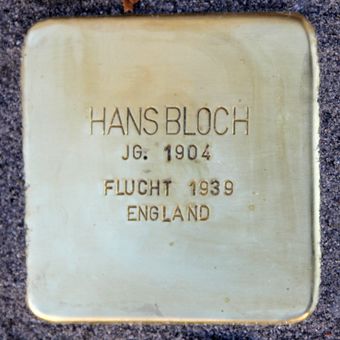 HANS BLOCH
JG. 1904
FLUCHT 1939
ENGLAND